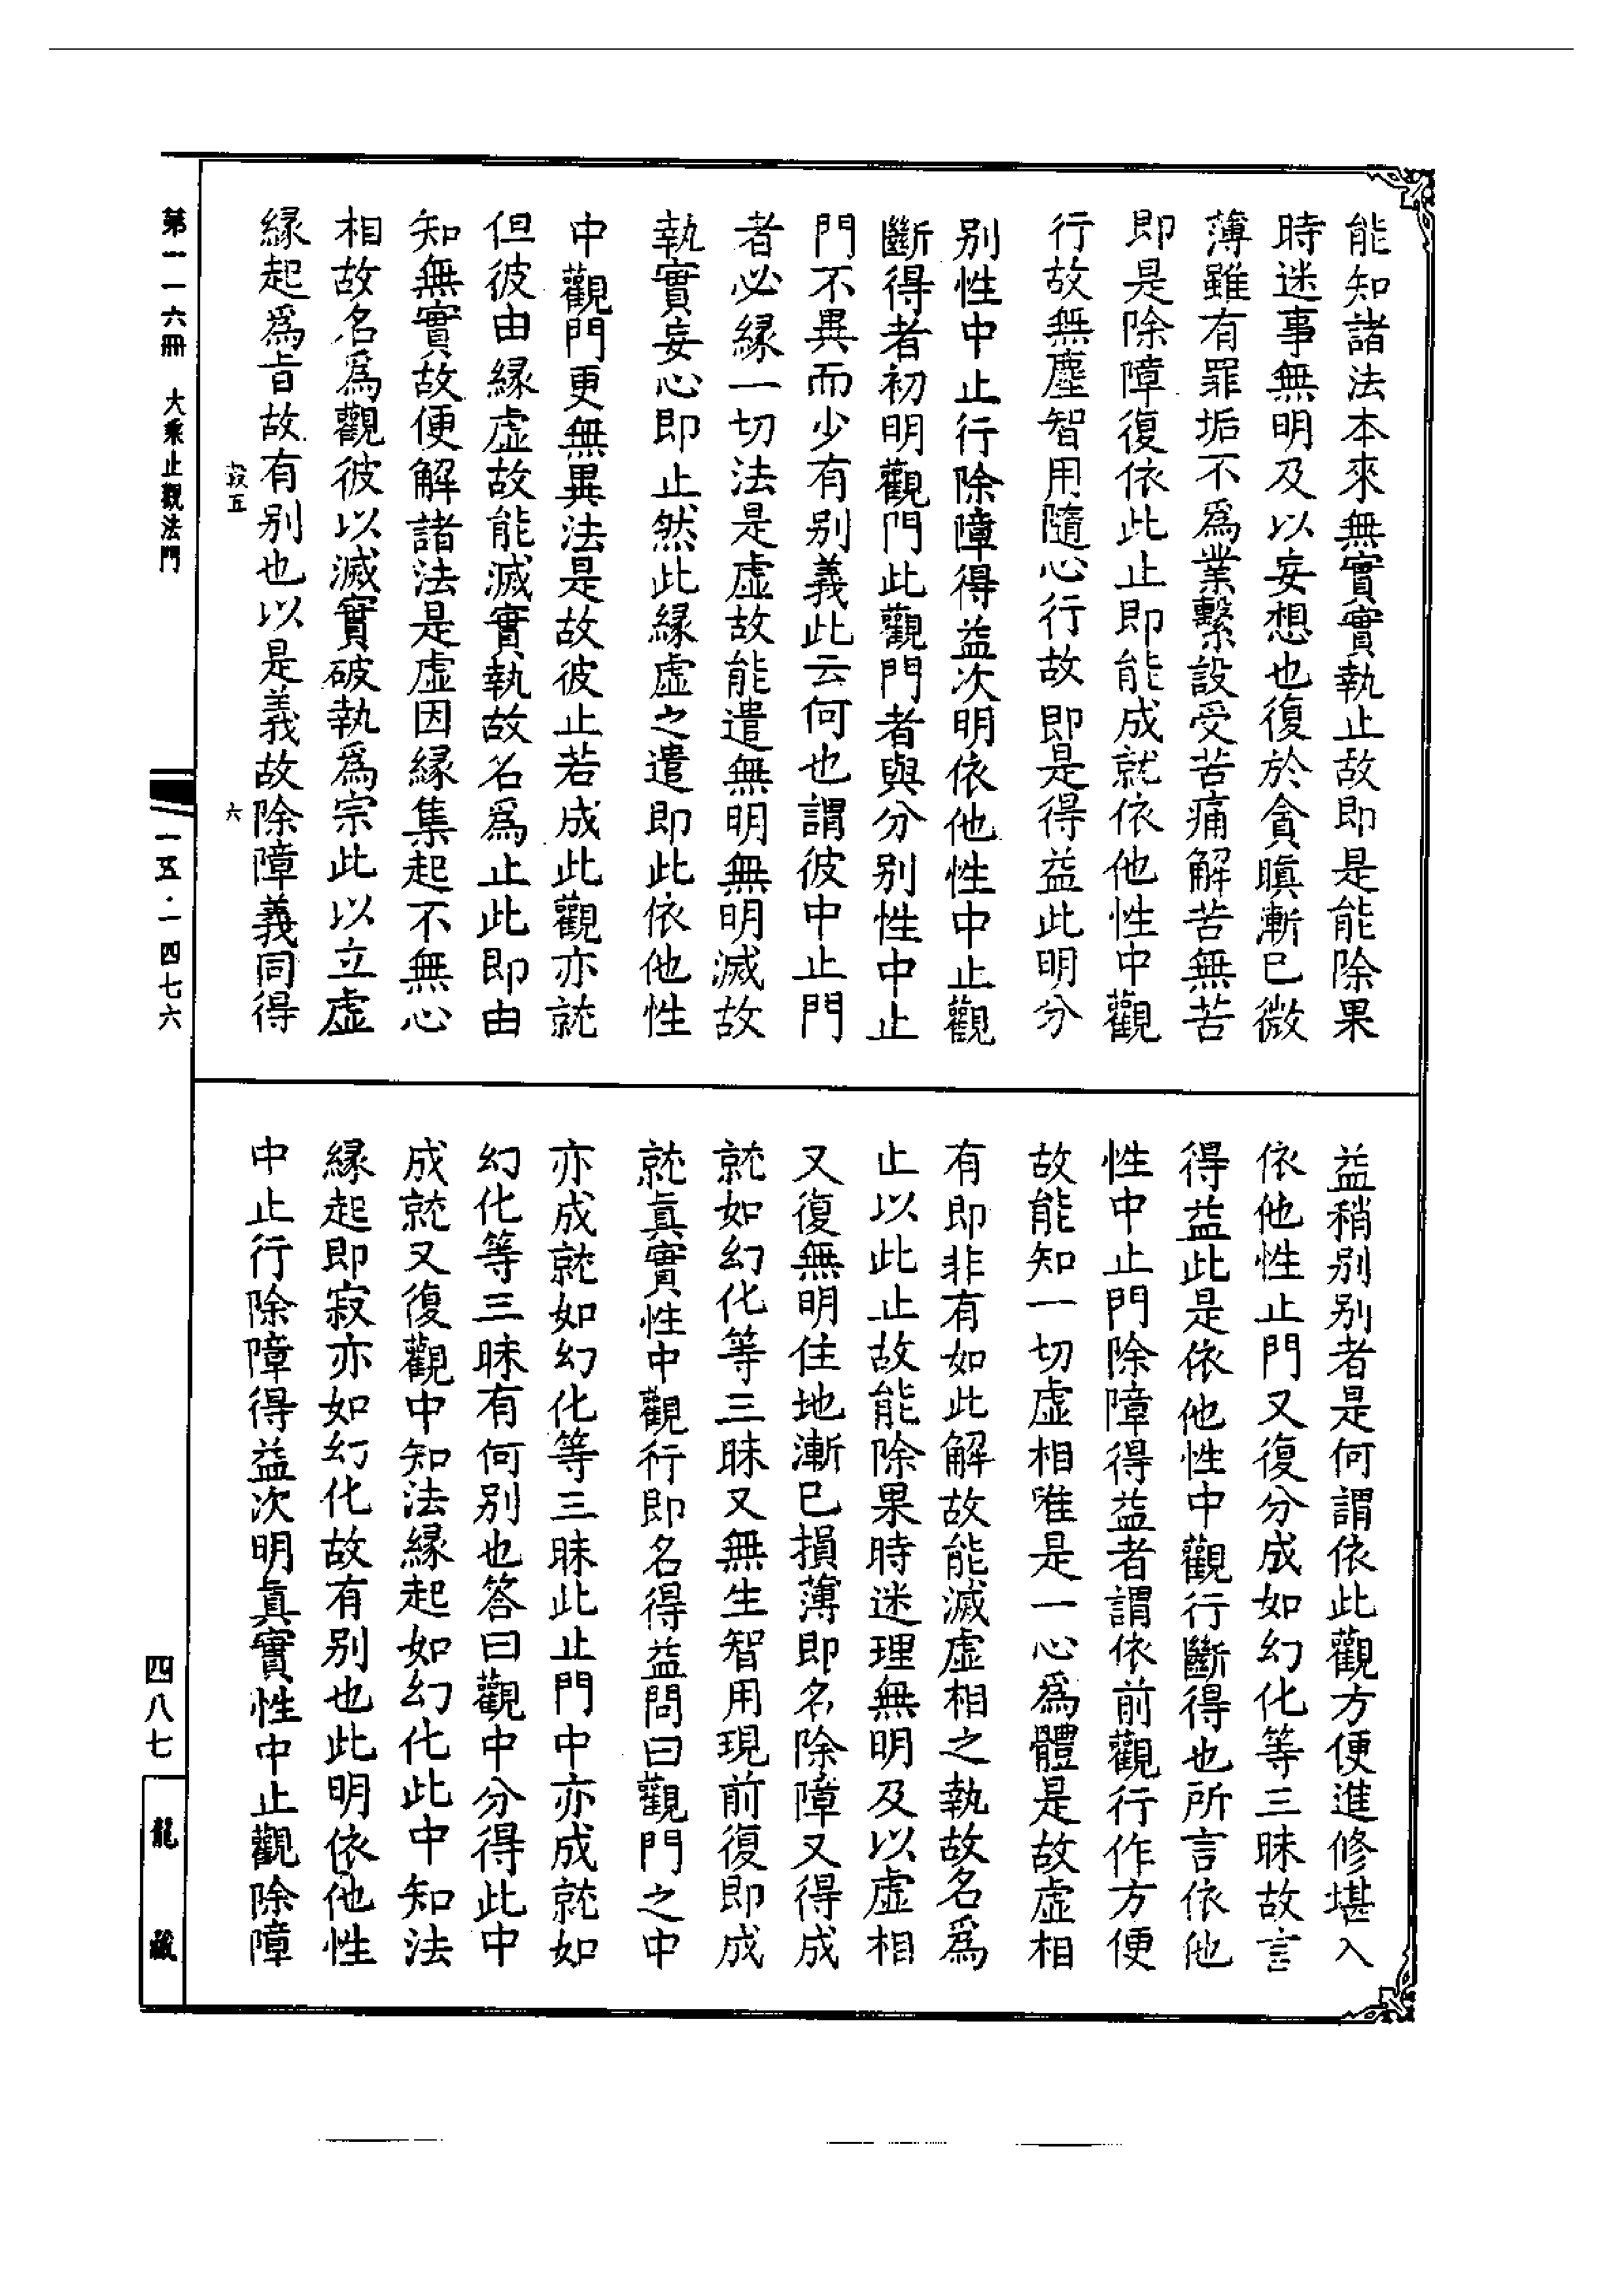 能知諸法本來無實實執止故即是能除果
時迷事無明及以妄想也復於貪瞋漸已微
薄雖有罪垢不爲業繫設受苦痛解苦無苦
即是除障復依此止即能成就依他性中觀
行故無塵智用隨心行故即是得益此明分
别性中止行除障得益次明依他性中止觀
斷得者初明觀門此觀門者與分别性中止
門不異而少有别義此云何也謂彼中止門
者必緣一切法是虛故能遣無明無明滅故
執實妄心即止然此緣虛之遣即此依他性
中觀門更無異法是故彼止若成此觀亦就
但彼由緣虛故能滅實執故名爲止此即由
知無實故便解諸法是虛因緣集起不無心
相故名爲觀彼以滅實破執爲宗此以立虛
緣起爲旨故有别也以是義故除障義同得
益稍别别者是何謂依此觀方便進修堪入
依他性止門又復分成如幻化等三昧故言
得益此是依他性中觀行斷得也所言依他
性中止門除障得益者謂依前觀行作方便
故能知一切虛相唯是一心爲體是故虛相
有即非有如此解故能滅虛相之執故名爲
止以此止故能除果時迷理無明及以虛相
又復無明住地漸已損薄即名除障又得成
就如幻化等三昧又無生智用現前復即成
就眞實性中觀行即名得益問曰觀門之中
亦成就如幻化等三昧此止門中亦成就如
幻化等三昧有何别也答曰觀中分得此中
成就又復觀中知法緣起如幻化此中知法
緣起即寂亦如幻化故有别也此明依他性
中止行除障得益次明眞實性中止觀除障
縠五
六
第一一六冊 大乘止觀法門
一五·一四七六
四八七
龍藏